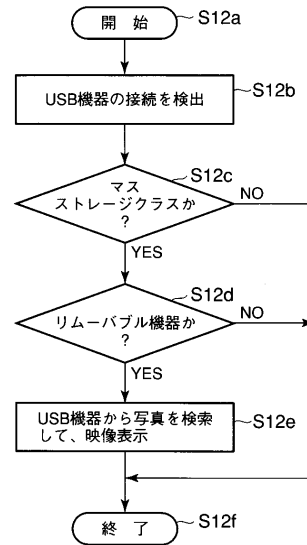 開 始
S12a
USB機器の接続を検出
S12b
S12c
マス
ストレージクラスか
?
NO
YES
S12d
リムーバブル機器か
?
NO
YES
USB機器から写真を検索
して、映像表示
S12e
終 了
S12f